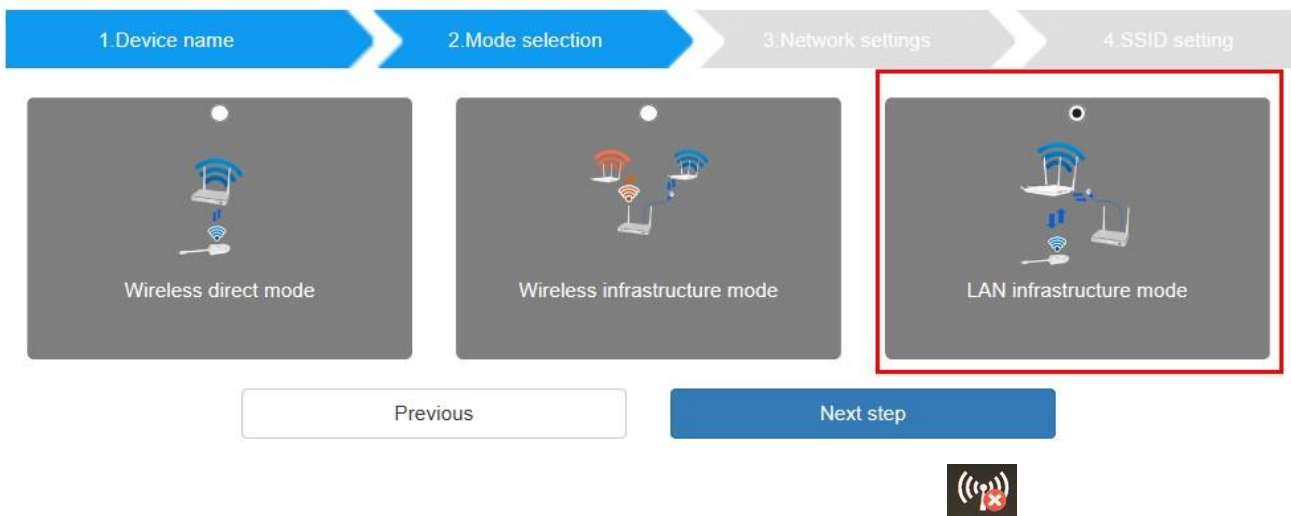 1.Device name
2.Mode selection
3.Network settings
4.SSID setting
Wireless direct mode
Wireless infrastructure mode
LAN infrastructure mode
Previous
Next step